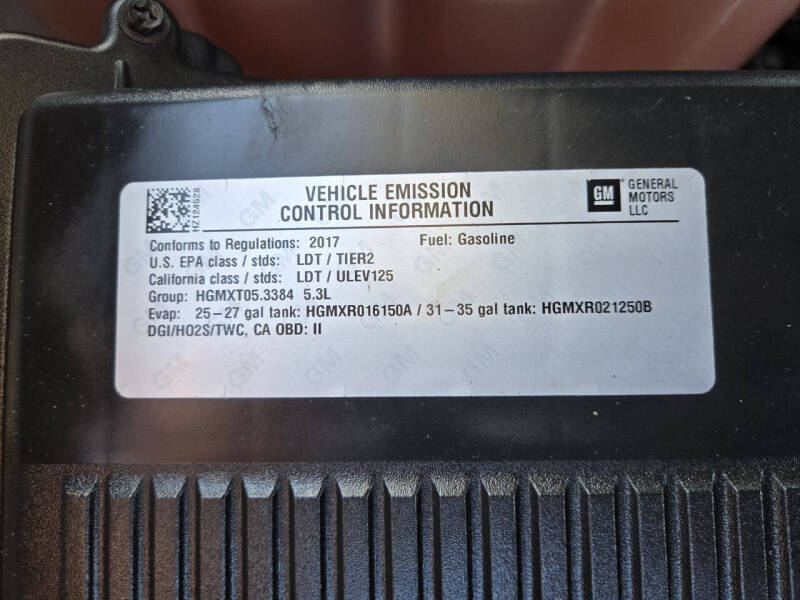 VEHICLE EMISSION
CONTROL INFORMATION
HZ124628
GM
GENERAL
MOTORS
LLC
Conforms to Regulations: 2017 Fuel: Gasoline
U.S. EPA class / stds: LDT / TIER2
California class / stds: LDT / ULEV125
Group: HGMXT05.3384 5.3L
Evap: 25–27 gal tank: HGMXR016150A / 31–35 gal tank: HGMXR021250B
DGI/HO2S/TWC, CA OBD: II